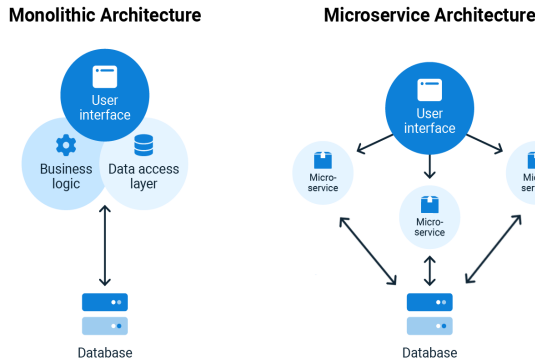 Monolithic Architecture
User
interface
Business
logic
Data access
layer
Database
Microservice Architecture
User
interface
Micro-
service
Micro-
service
Database